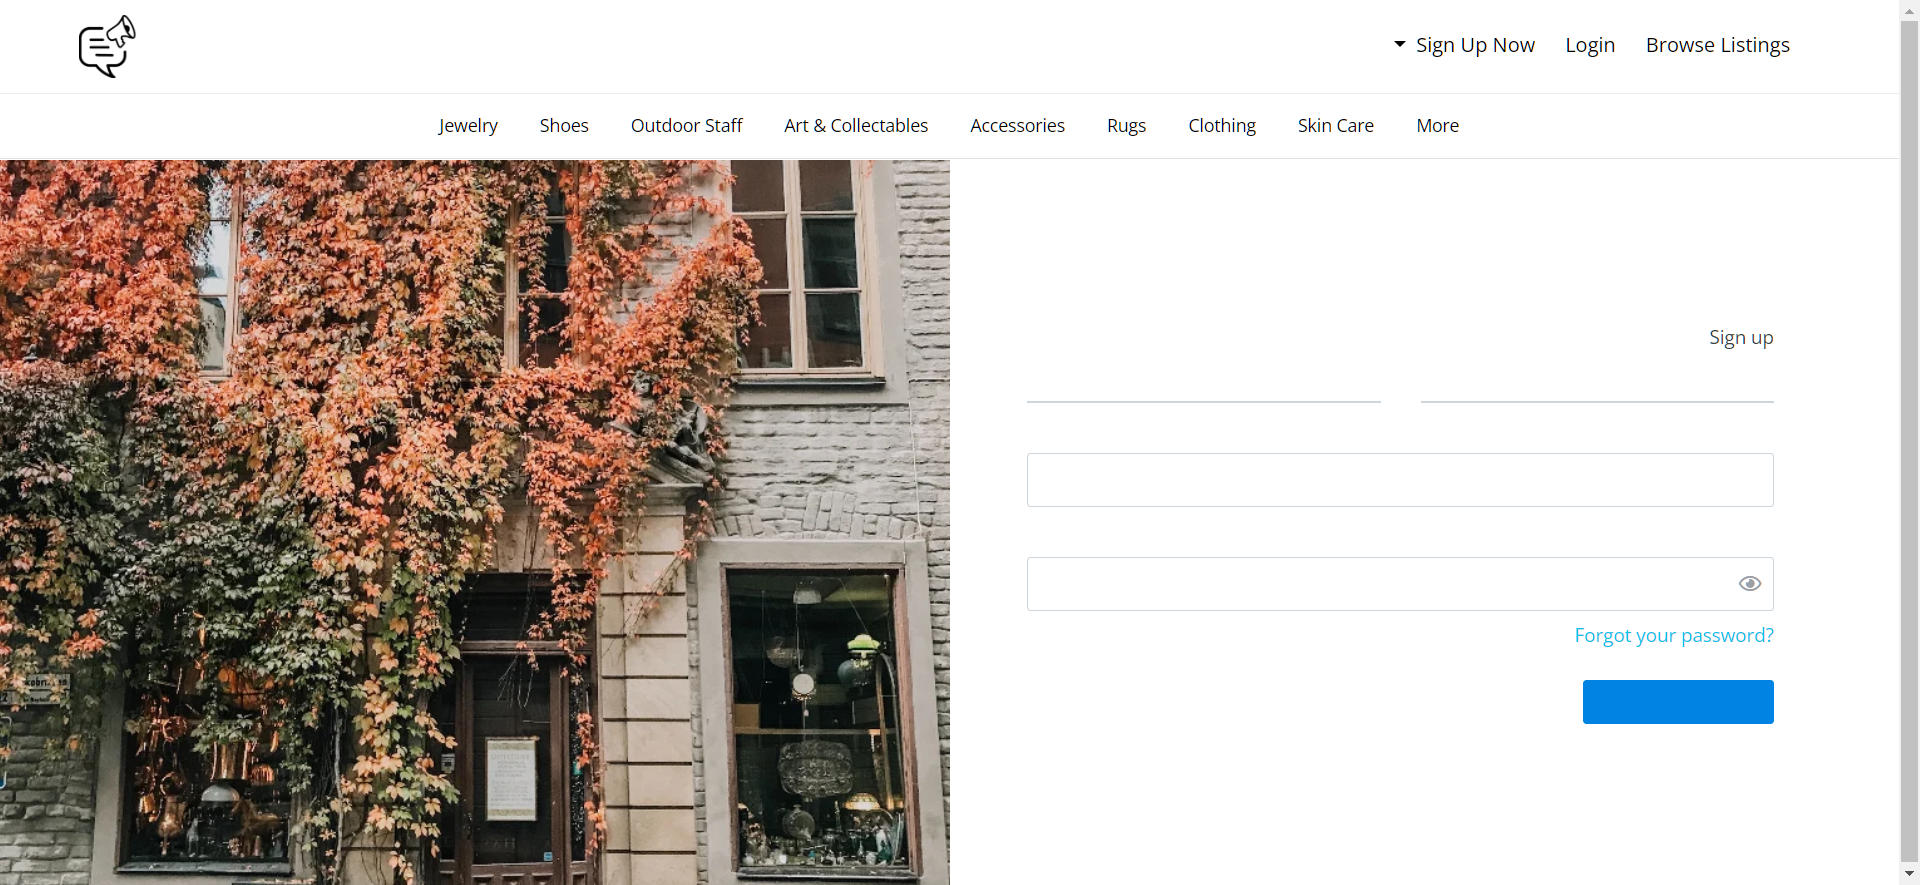 Sign Up Now Login Browse Listings
Jewelry Shoes Outdoor Staff Art & Collectables Accessories Rugs Clothing Skin Care More
Sign up
Forgot your password?